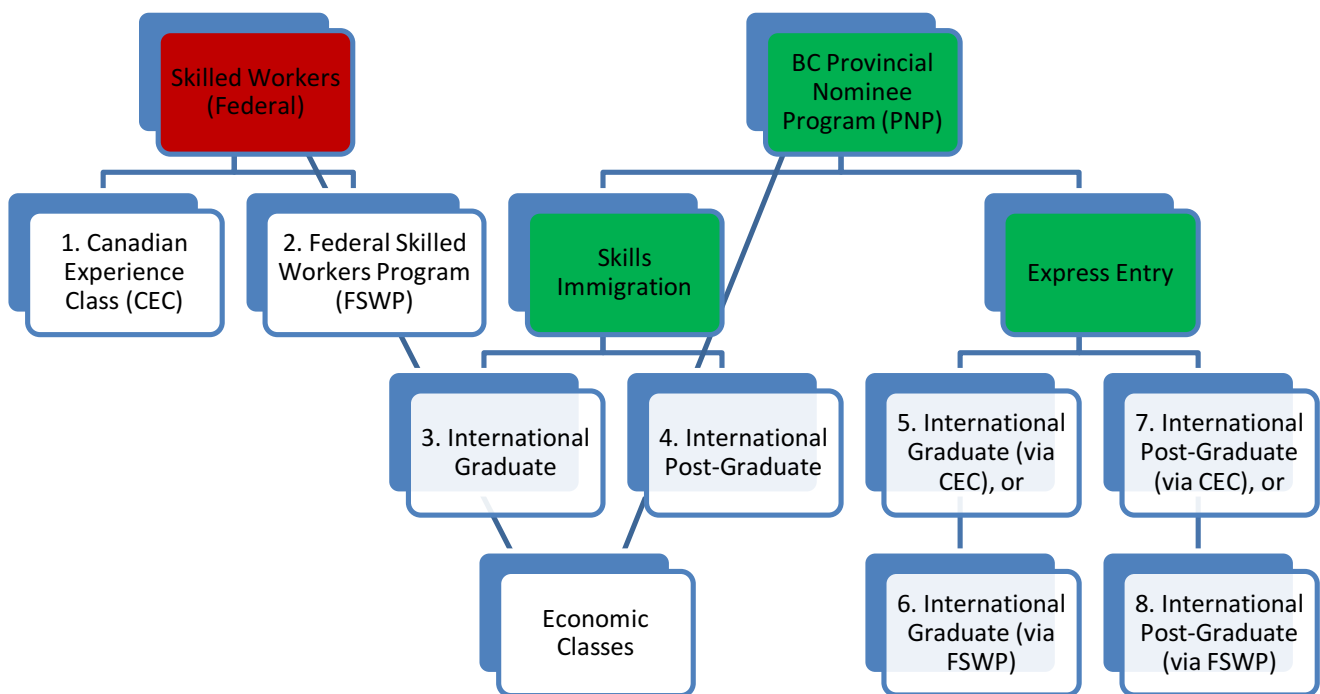 Skilled Workers
(Federal)
BC Provincial
Nominee
Program (PNP)
1. Canadian
Experience
Class (CEC)
2. Federal Skilled
Workers Program
(FSWP)
Skills
Immigration
Express Entry
3. International
Graduate
4. International
Post-Graduate
5. International
Graduate (via
CEC), or
7. International
Post-Graduate
(via CEC), or
Economic
Classes
6. International
Graduate (via
FSWP)
8. International
Post-Graduate
(via FSWP)